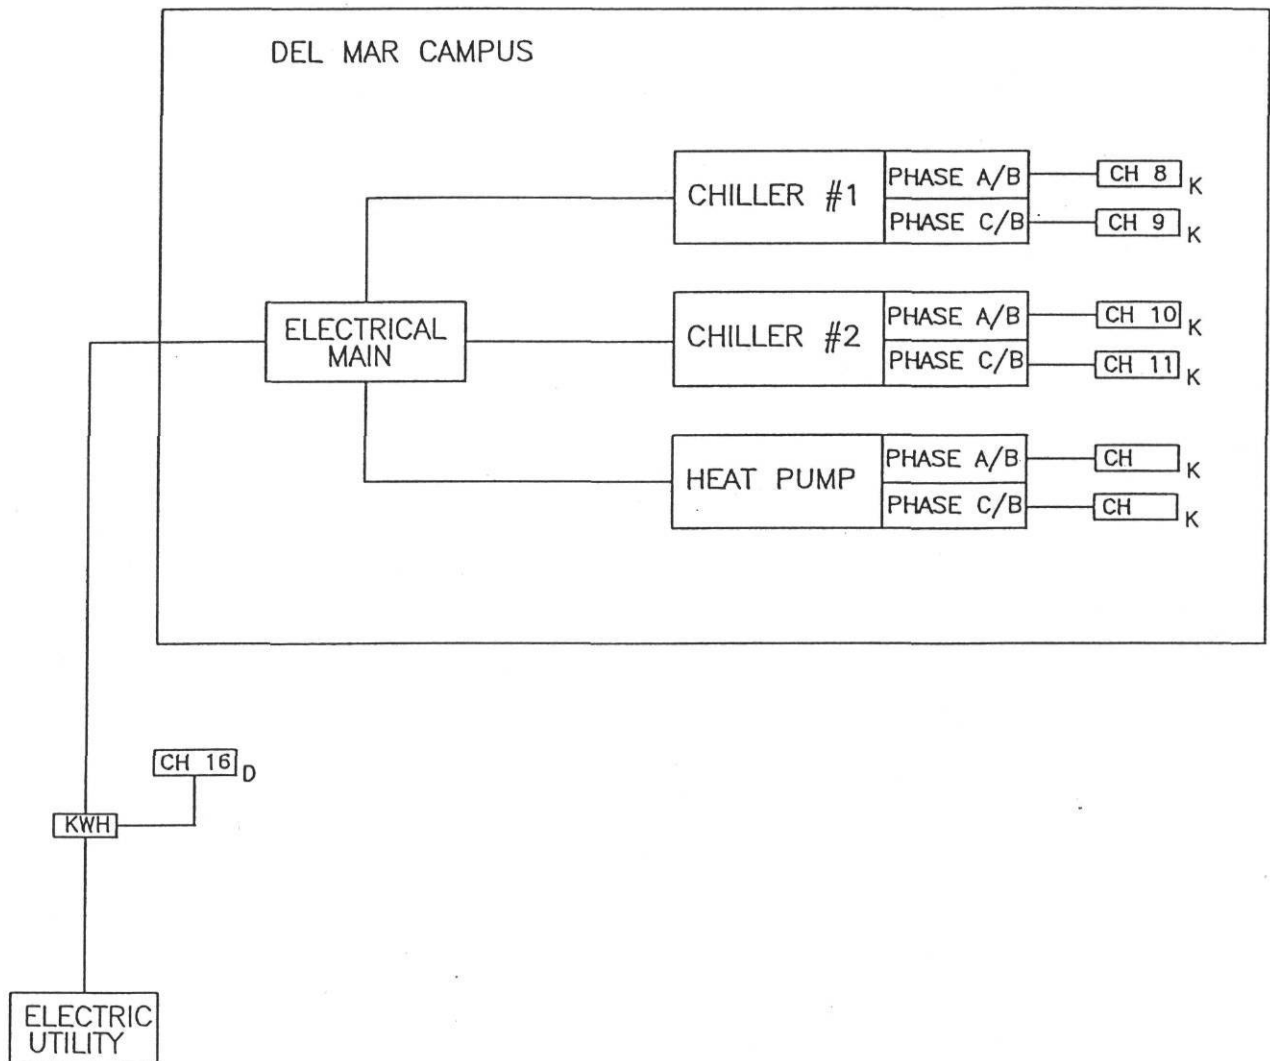 DEL MAR CAMPUS
CHILLER #1
PHASE A/B
CH 8
K
PHASE C/B
CH 9
K
ELECTRICAL
MAIN
CHILLER #2
PHASE A/B
CH 10
K
PHASE C/B
CH 11
K
HEAT PUMP
PHASE A/B
CH
K
PHASE C/B
CH
K
CH 16
D
KWH
ELECTRIC
UTILITY